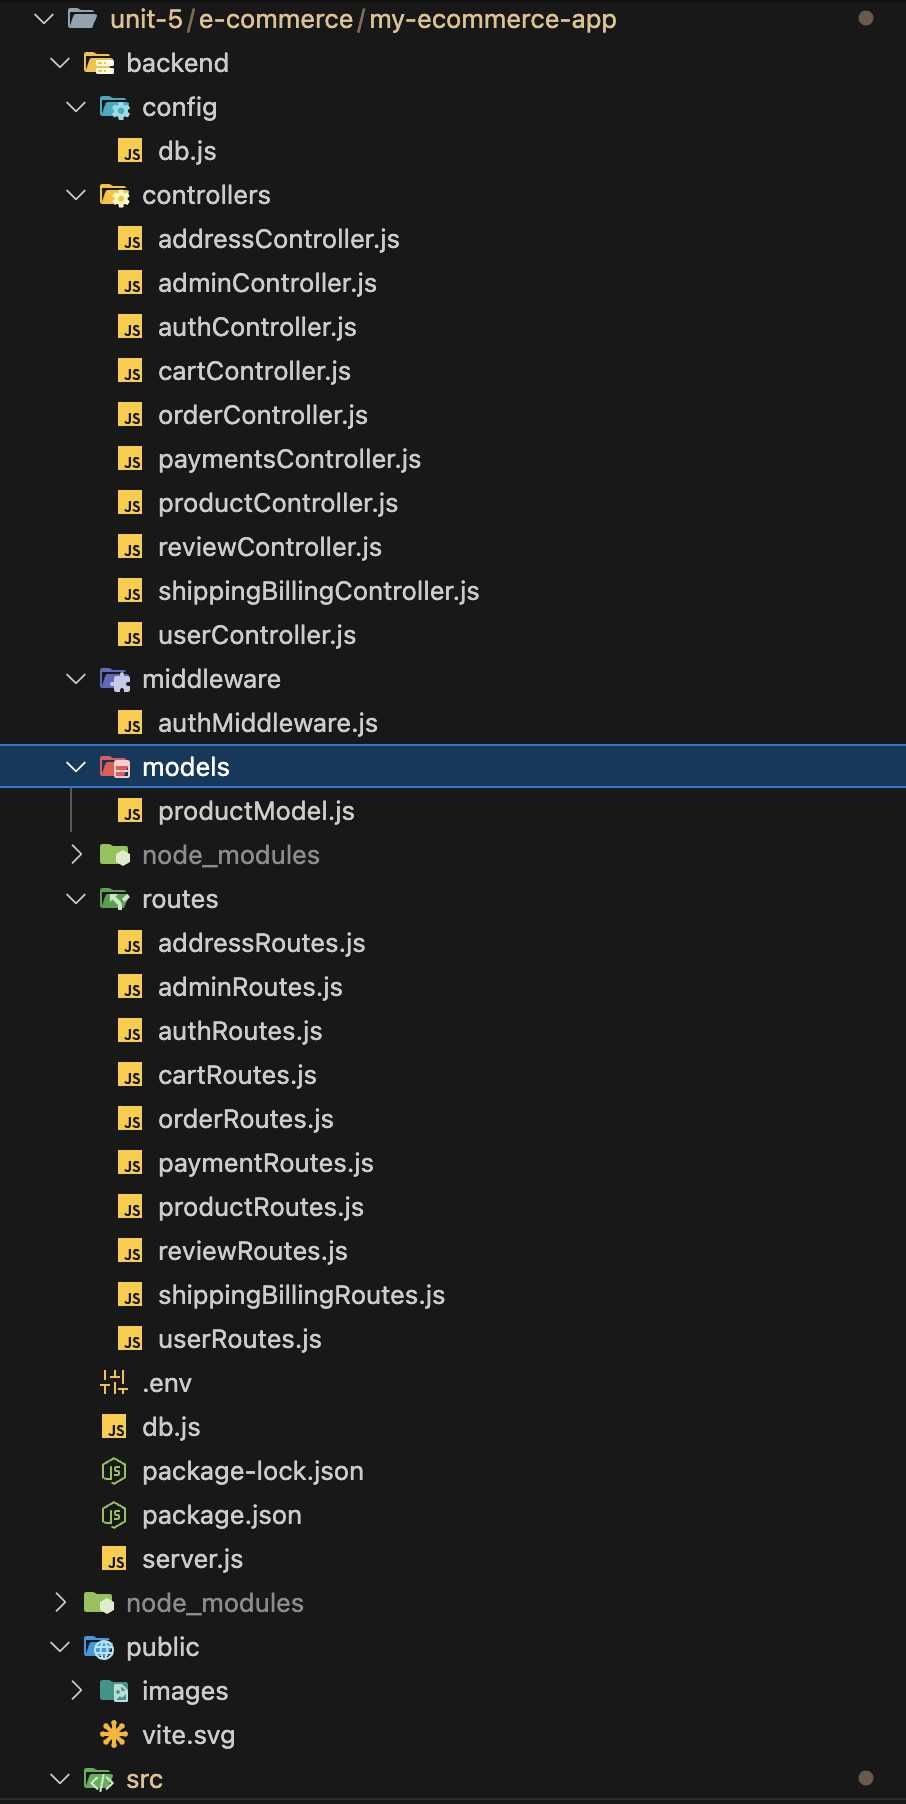 unit-5/e-commerce/my-ecommerce-app
backend
config
JS db.js
controllers
JS addressController.js
JS adminController.js
JS authController.js
JS cartController.js
JS orderController.js
JS paymentsController.js
JS productController.js
JS reviewController.js
JS shippingBillingController.js
JS userController.js
middleware
JS authMiddleware.js
models
JS productModel.js
node_modules
routes
JS addressRoutes.js
JS adminRoutes.js
JS authRoutes.js
JS cartRoutes.js
JS orderRoutes.js
JS paymentRoutes.js
JS productRoutes.js
JS reviewRoutes.js
JS shippingBillingRoutes.js
JS userRoutes.js
.env
JS db.js
JS package-lock.json
JS package.json
JS server.js
node_modules
public
images
vite.svg
src